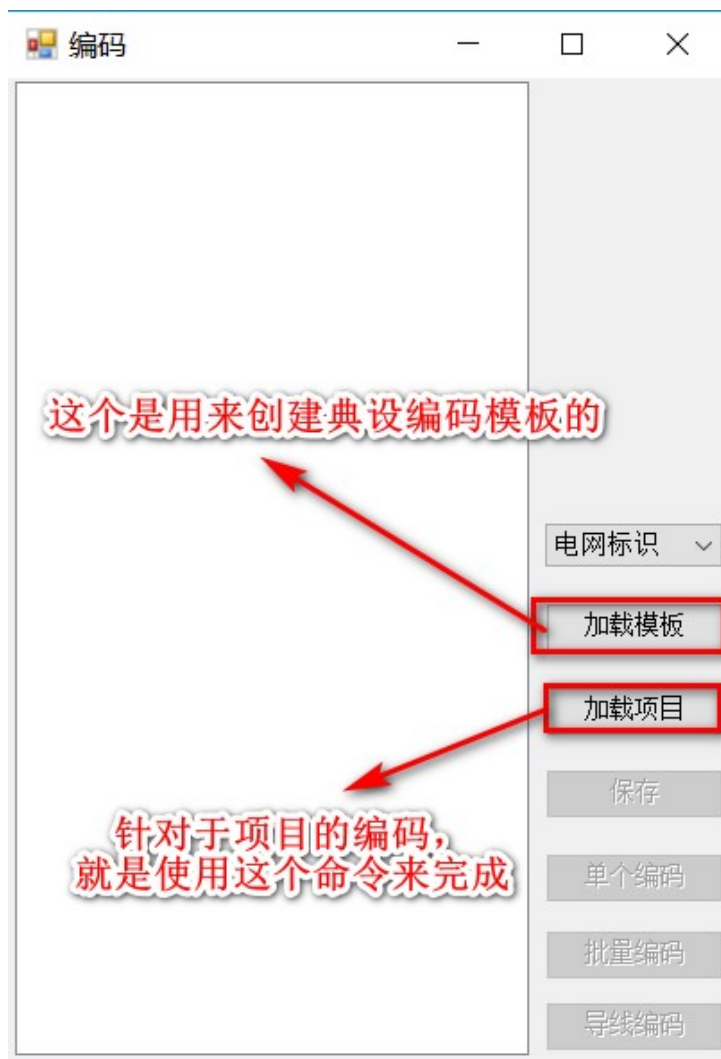 编码
这个是用来创建典设编码模板的
电网标识
加载模板
加载项目
保存
针对于项目的编码，
就是使用这个命令来完成
单个编码
批量编码
导线编码